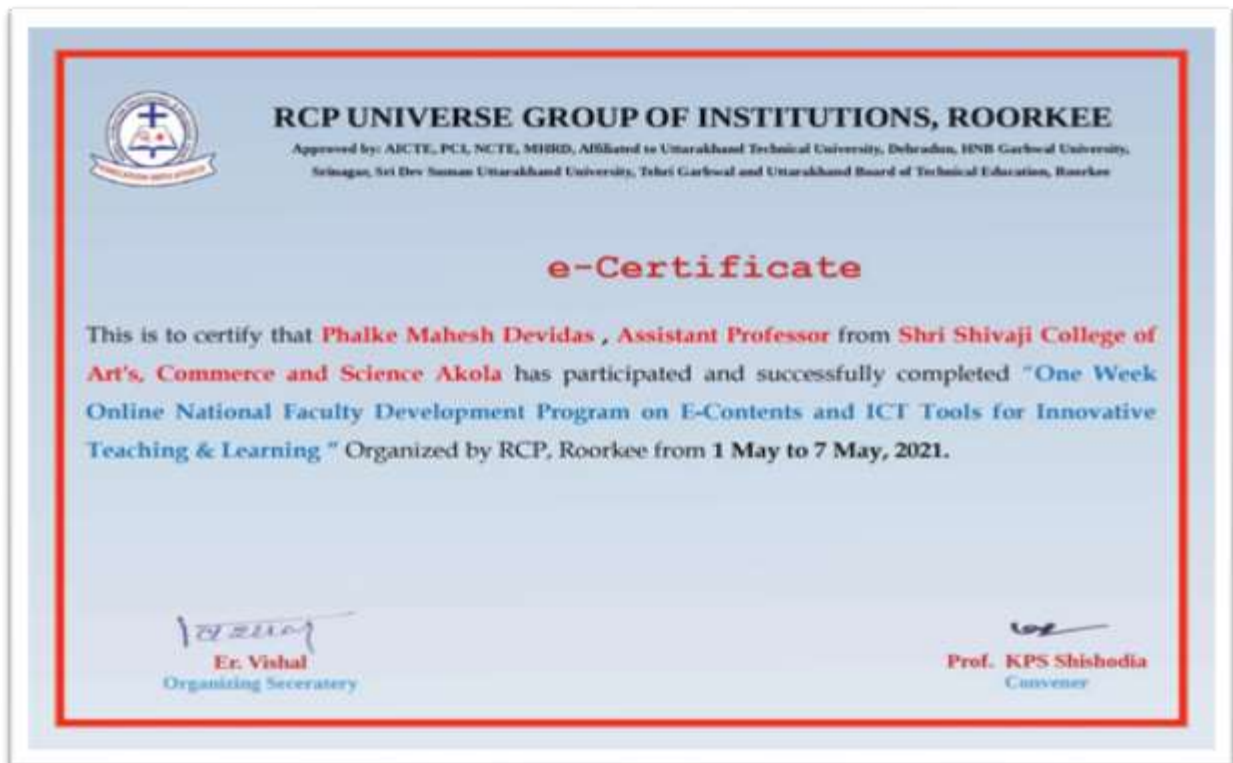 RCP UNIVERSE GROUP OF INSTITUTIONS, ROORKEE
Approved by: AICTE, PCI, NCTE, MHRD, Affiliated to Uttarakhand Technical University, Dehradun, HNB Garhwal University,
Srinagar, Sri Dev Suman Uttarakhand University, Tehri Garhwal and Uttarakhand Board of Technical Education, Roorkee
e-Certificate
This is to certify that Phalke Mahesh Devidas , Assistant Professor from Shri Shivaji College of
Art's, Commerce and Science Akola has participated and successfully completed "One Week
Online National Faculty Development Program on E-Contents and ICT Tools for Innovative
Teaching & Learning " Organized by RCP, Roorkee from 1 May to 7 May, 2021.
Er. Vishal
Organizing Seceratery
Prof. KPS Shishodia
Convener